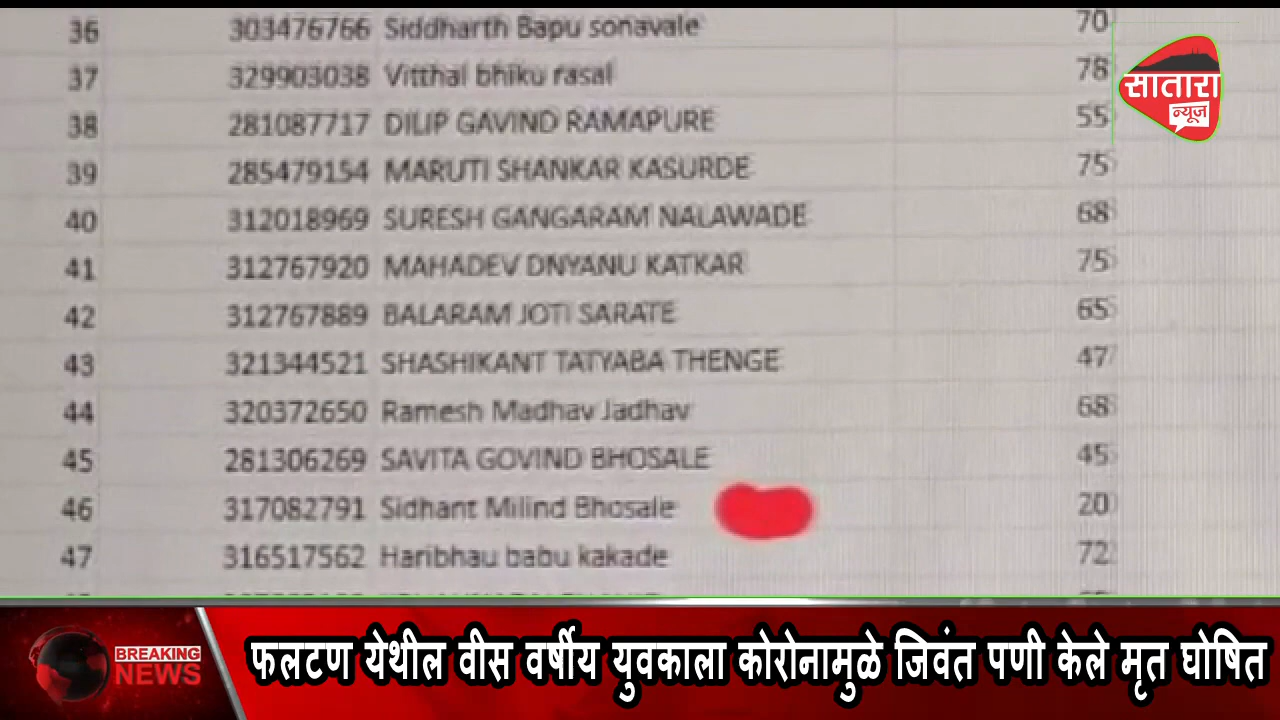 36 303476766 Siddharth Bapu sonavale 70
37 329903038 Vitthal bhiku rasal 78
38 281087717 DILIP GAVIND RAMAPURE 55
39 285479154 MARUTI SHANKAR KASURDE 75
40 312018969 SURESH GANGARAM NALAWADE 68
41 312767920 MAHADEV DNYANU KATKAR 75
42 312767889 BALARAM JOTI SARATE 65
43 321344521 SHASHIKANT TATYABA THENGE 47
44 320372650 Ramesh Madhav Jadhav 68
45 281306269 SAVITA GOVIND BHOSALE 45
46 317082791 Sidhant Milind Bhosale 20
47 316517562 Haribhau babu kakade 72
सातारा
न्यूज
BREAKING
NEWS
फलटण येथील वीस वर्षीय युवकाला कोरोनामुळे जिवंत पणी केले मृत घोषित